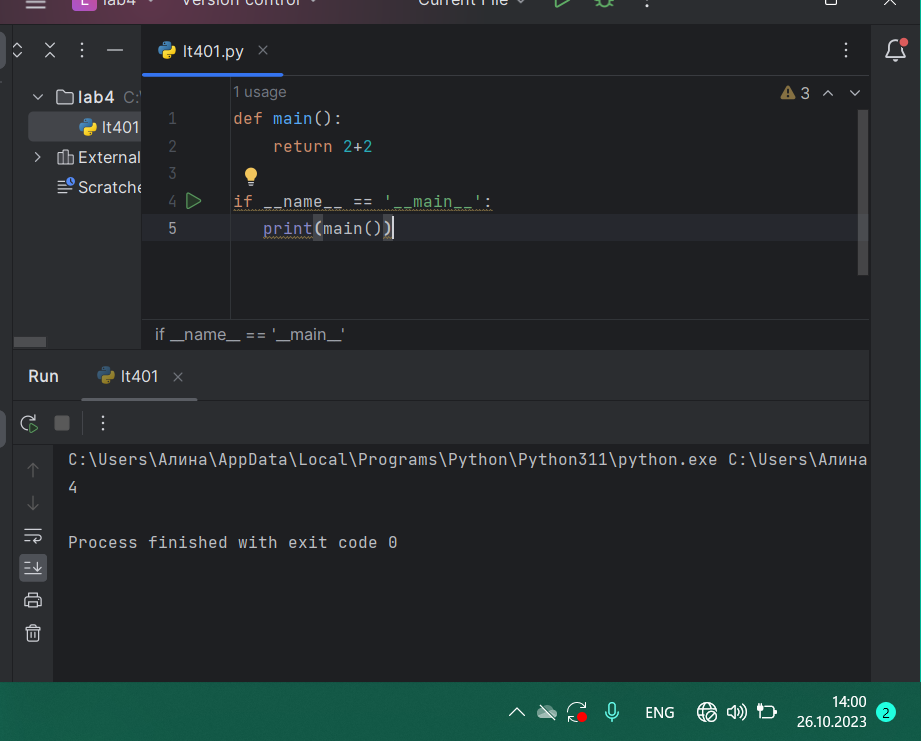 L lab4 Version control Current File
lt401.py
lab4 C:\
lt401
External
Scratche
1 usage
3
1 def main():
2 return 2+2
3
4 if __name__ == '__main__':
5 print(main())
if __name__ == '__main__'
Run lt401
C:\Users\Алина\AppData\Local\Programs\Python\Python311\python.exe C:\Users\Алина
4
Process finished with exit code 0
ENG
14:00
26.10.2023
2